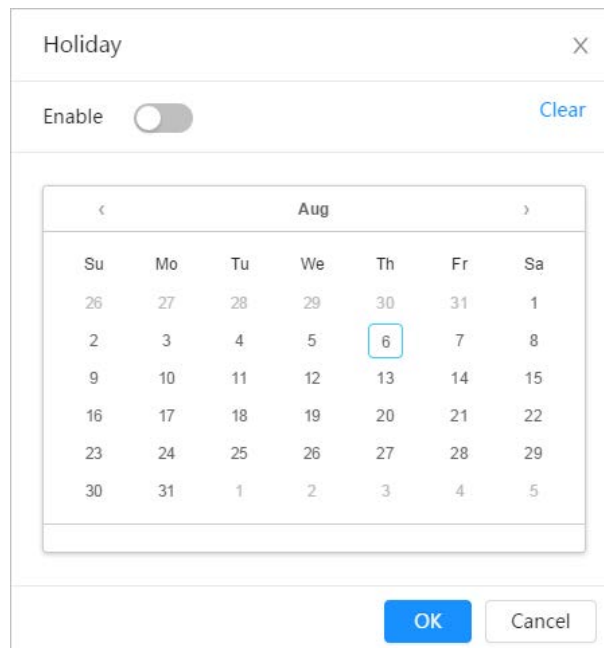 Holiday
Enable Clear
Aug
Su Mo Tu We Th Fr Sa
26 27 28 29 30 31 1
2 3 4 5 6 7 8
9 10 11 12 13 14 15
16 17 18 19 20 21 22
23 24 25 26 27 28 29
30 31 1 2 3 4 5
OK Cancel